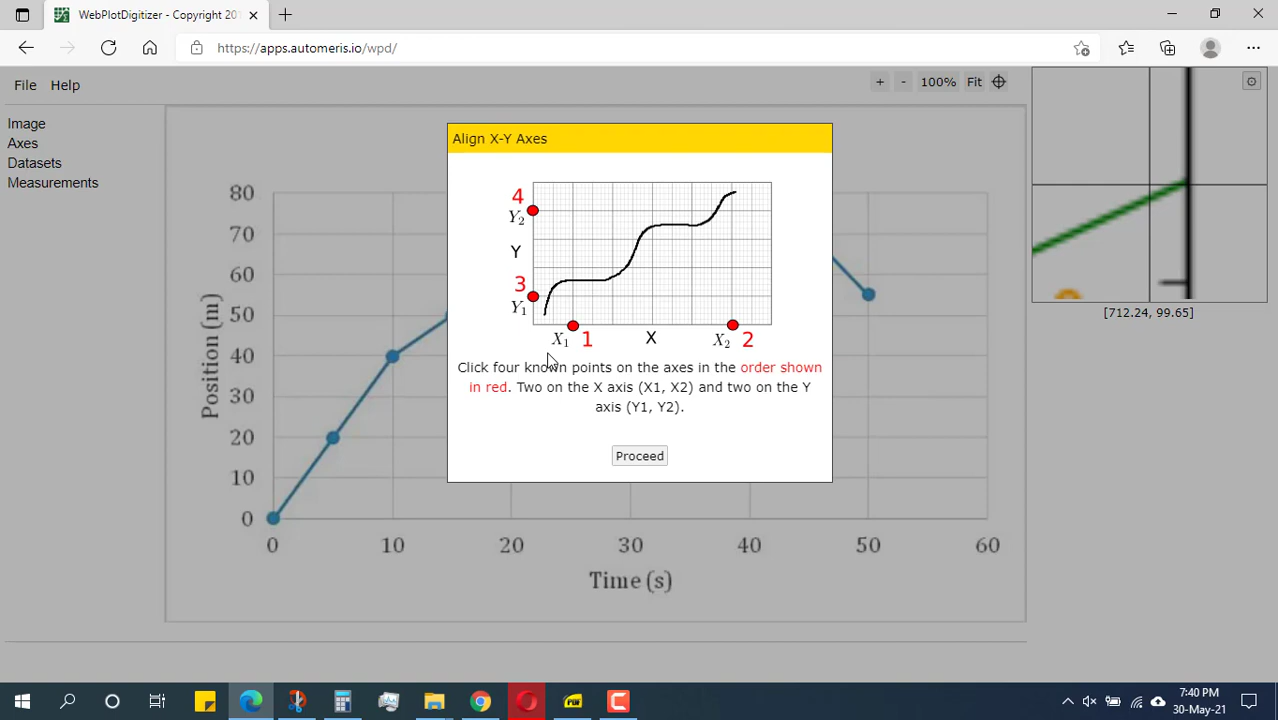 WebPlotDigitizer - Copyright 20
https://apps.automeris.io/wpd/
File Help
+ - 100% Fit
Image
Axes
Datasets
Measurements
Align X-Y Axes
4
Y2
Y
3
Y1
X1 1 X X2 2
Click four known points on the axes in the order shown
in red. Two on the X axis (X1, X2) and two on the Y
axis (Y1, Y2).
Proceed
[712.24, 99.65]
80
70
60
50
40
30
20
10
0
Position (m)
0 10 20 30 40 50 60
Time (s)
7:40 PM
30-May-21